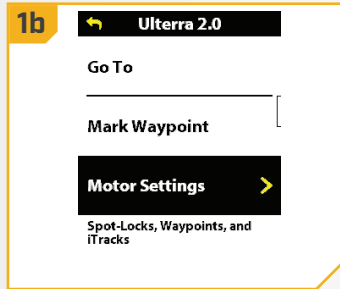 1b
Ulterra 2.0
Go To
Mark Waypoint
Motor Settings
Spot-Locks, Waypoints, and
iTracks